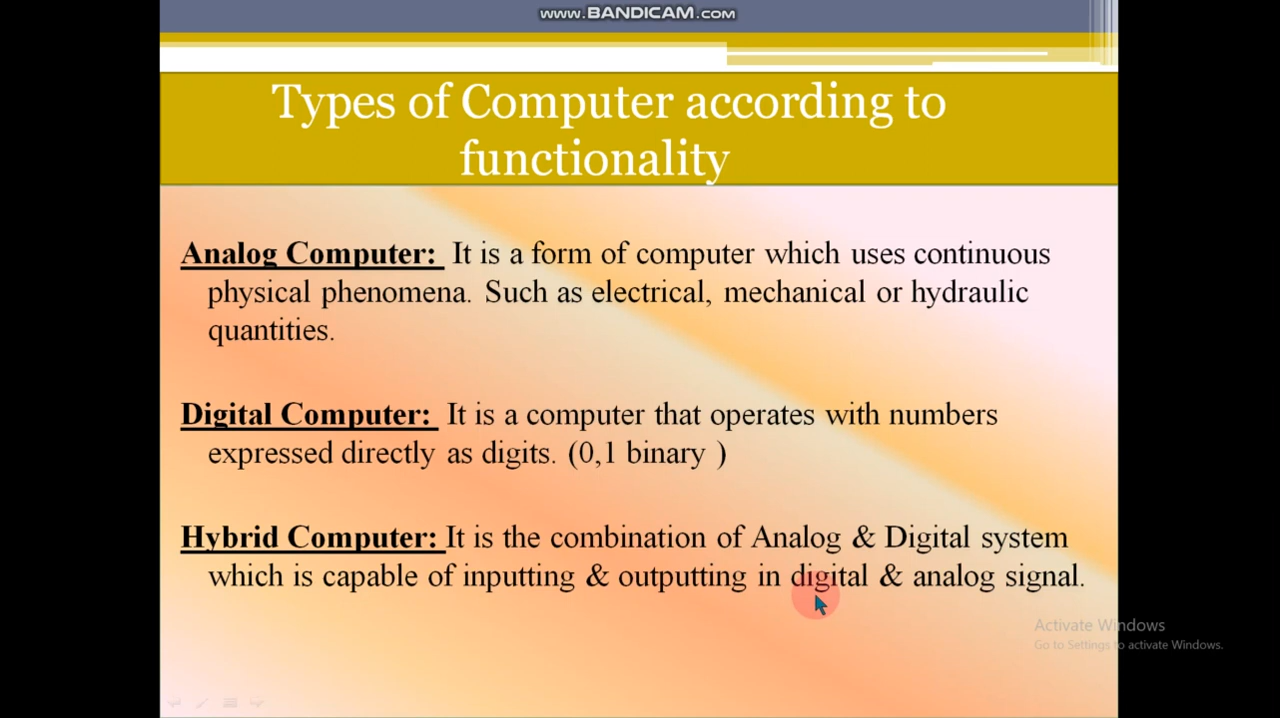 www.BANDICAM.com
Types of Computer according to
functionality
Analog Computer: It is a form of computer which uses continuous
physical phenomena. Such as electrical, mechanical or hydraulic
quantities.
Digital Computer: It is a computer that operates with numbers
expressed directly as digits. (0,1 binary )
Hybrid Computer: It is the combination of Analog & Digital system
which is capable of inputting & outputting in digital & analog signal.
Activate Windows
Go to Settings to activate Windows.